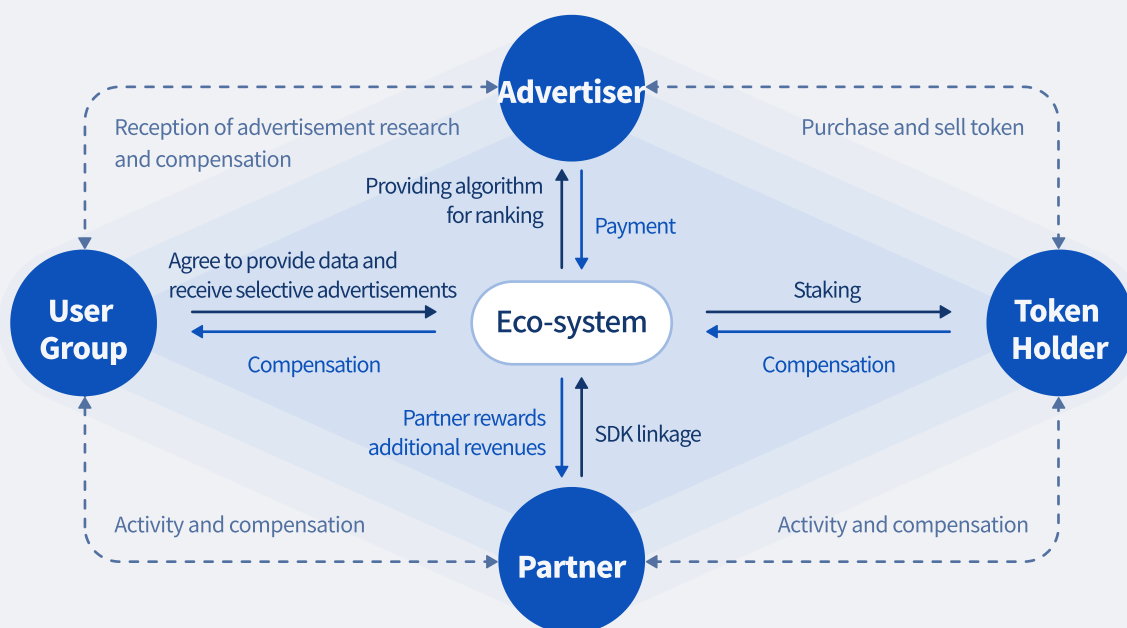 Advertiser
Reception of advertisement research
and compensation
Purchase and sell token
Providing algorithm
for ranking
Payment
Agree to provide data and
receive selective advertisements
Staking
User
Group
Eco-system
Token
Holder
Compensation
Compensation
Partner rewards
additional revenues
SDK linkage
Activity and compensation
Activity and compensation
Partner